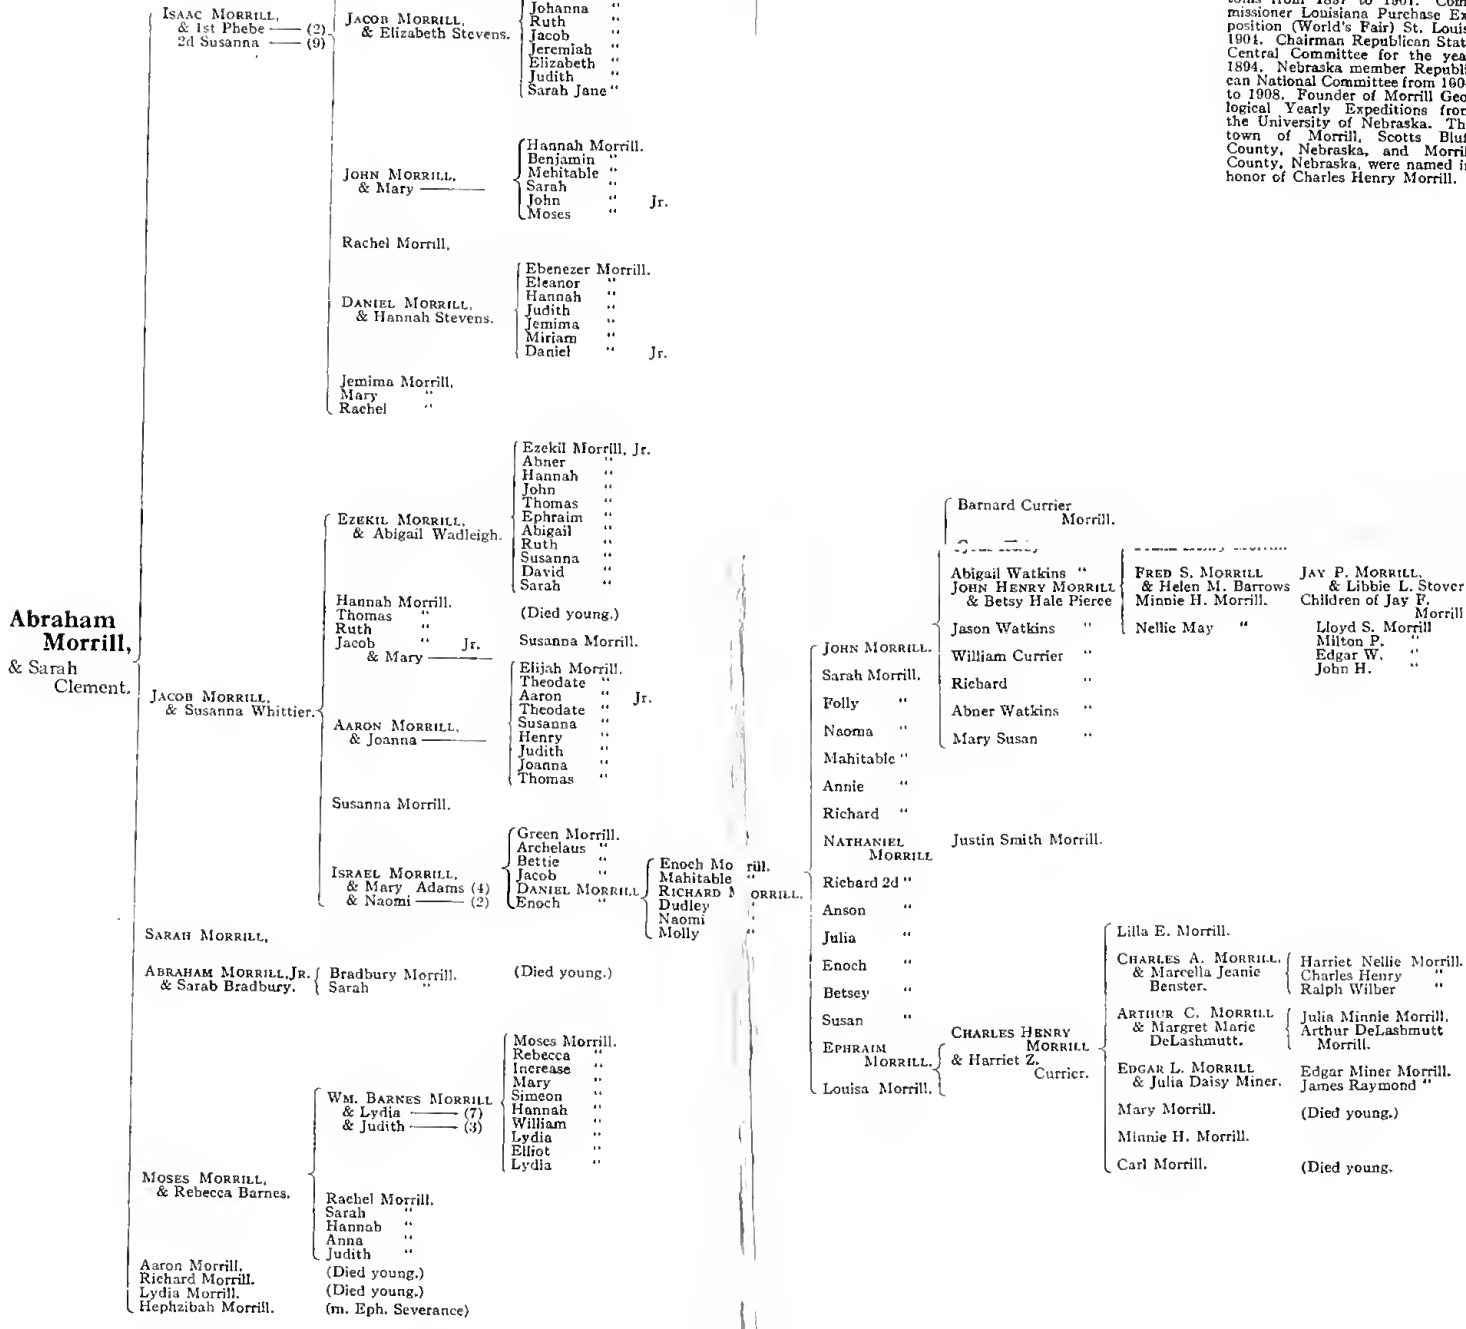 Isaac Morrill,
& 1st Phebe —— (2)
2d Susanna —— (9)
Jacob Morrill,
& Elizabeth Stevens.
Johanna "
Ruth "
Jacob "
Jeremiah "
Elizabeth "
Judith "
Sarah Jane "
John Morrill,
& Mary ———
Hannah Morrill.
Benjamin "
Mehitable "
Sarah "
John " Jr.
Moses "
Rachel Morrill,
Daniel Morrill,
& Hannah Stevens.
Ebenezer Morrill.
Eleanor "
Hannah "
Judith "
Jemima "
Miriam "
Daniel " Jr.
Jemima Morrill,
Mary "
Rachel "
Abraham
Morrill,
& Sarah
Clement.
Jacob Morrill,
& Susanna Whittier.
Ezekil Morrill,
& Abigail Wadleigh.
Ezekil Morrill, Jr.
Abner "
Hannah "
John "
Thomas "
Ephraim "
Abigail "
Ruth "
Susanna "
David "
Sarah "
Hannah Morrill.
Thomas " (Died young.)
Ruth "
Jacob " Jr. Susanna Morrill.
& Mary ———
Aaron Morrill,
& Joanna ———
Elijah Morrill.
Theodate "
Aaron " Jr.
Theodate "
Susanna "
Henry "
Judith "
Joanna "
Thomas "
Susanna Morrill.
Israel Morrill,
& Mary Adams (4)
& Naomi —— (2)
Green Morrill.
Archelaus "
Bettie "
Jacob "
Daniel Morrill
Enoch "
Enoch Morrill.
Mahitable "
Richard Morrill.
Dudley "
Naomi "
Molly "
Sarah Morrill,
Abraham Morrill, Jr.
& Sarab Bradbury.
Bradbury Morrill. (Died young.)
Sarah "
Moses Morrill,
& Rebecca Barnes.
Wm. Barnes Morrill
& Lydia —— (7)
& Judith —— (3)
Moses Morrill.
Rebecca "
Increase "
Mary "
Simeon "
Hannah "
William "
Lydia "
Elliot "
Lydia "
Rachel Morrill.
Sarah "
Hannab "
Anna "
Judith "
Aaron Morrill. (Died young.)
Richard Morrill. (Died young.)
Lydia Morrill.
Hephzibah Morrill. (m. Eph. Severance)
John Morrill.
Sarah Morrill.
Folly "
Naoma "
Mahitable "
Annie "
Richard "
Nathaniel
Morrill
Justin Smith Morrill.
Richard 2d "
Anson "
Julia "
Enoch "
Betsey "
Susan "
Ephraim
Morrill.
Louisa Morrill.
Barnard Currier
Morrill.
Abigail Watkins "
John Henry Morrill
& Betsy Hale Pierce
Jason Watkins "
William Currier "
Richard "
Abner Watkins "
Mary Susan "
Fred S. Morrill
& Helen M. Barrows
Minnie H. Morrill.
Nellie May "
Jay P. Morrill,
& Libbie L. Stover
Children of Jay P.
Morrill
Lloyd S. Morrill
Milton P. "
Edgar W. "
John H. "
Charles Henry
Morrill
& Harriet Z.
Currier.
Lilla E. Morrill.
Charles A. Morrill.
& Marcella Jeanie
Benster.
Harriet Nellie Morrill.
Charles Henry "
Ralph Wilber "
Arthur C. Morrill
& Margret Marie
DeLashmutt.
Julia Minnie Morrill.
Arthur DeLashmutt
Morrill.
Edgar L. Morrill
& Julia Daisy Miner.
Edgar Miner Morrill.
James Raymond "
Mary Morrill. (Died young.)
Minnie H. Morrill.
Carl Morrill. (Died young.
from 1897 to 1901. Com
missioner Louisiana Purchase Ex
position (World's Fair) St. Louis
1901. Chairman Republican Stat
Central Committee for the yea
1894. Nebraska member Republi
can National Committee from 190
to 1908. Founder of Morrill Geo
logical Yearly Expeditions from
the University of Nebraska. Th
town of Morrill, Scotts Bluf
County, Nebraska, and Morril
County, Nebraska, were named in
honor of Charles Henry Morrill.